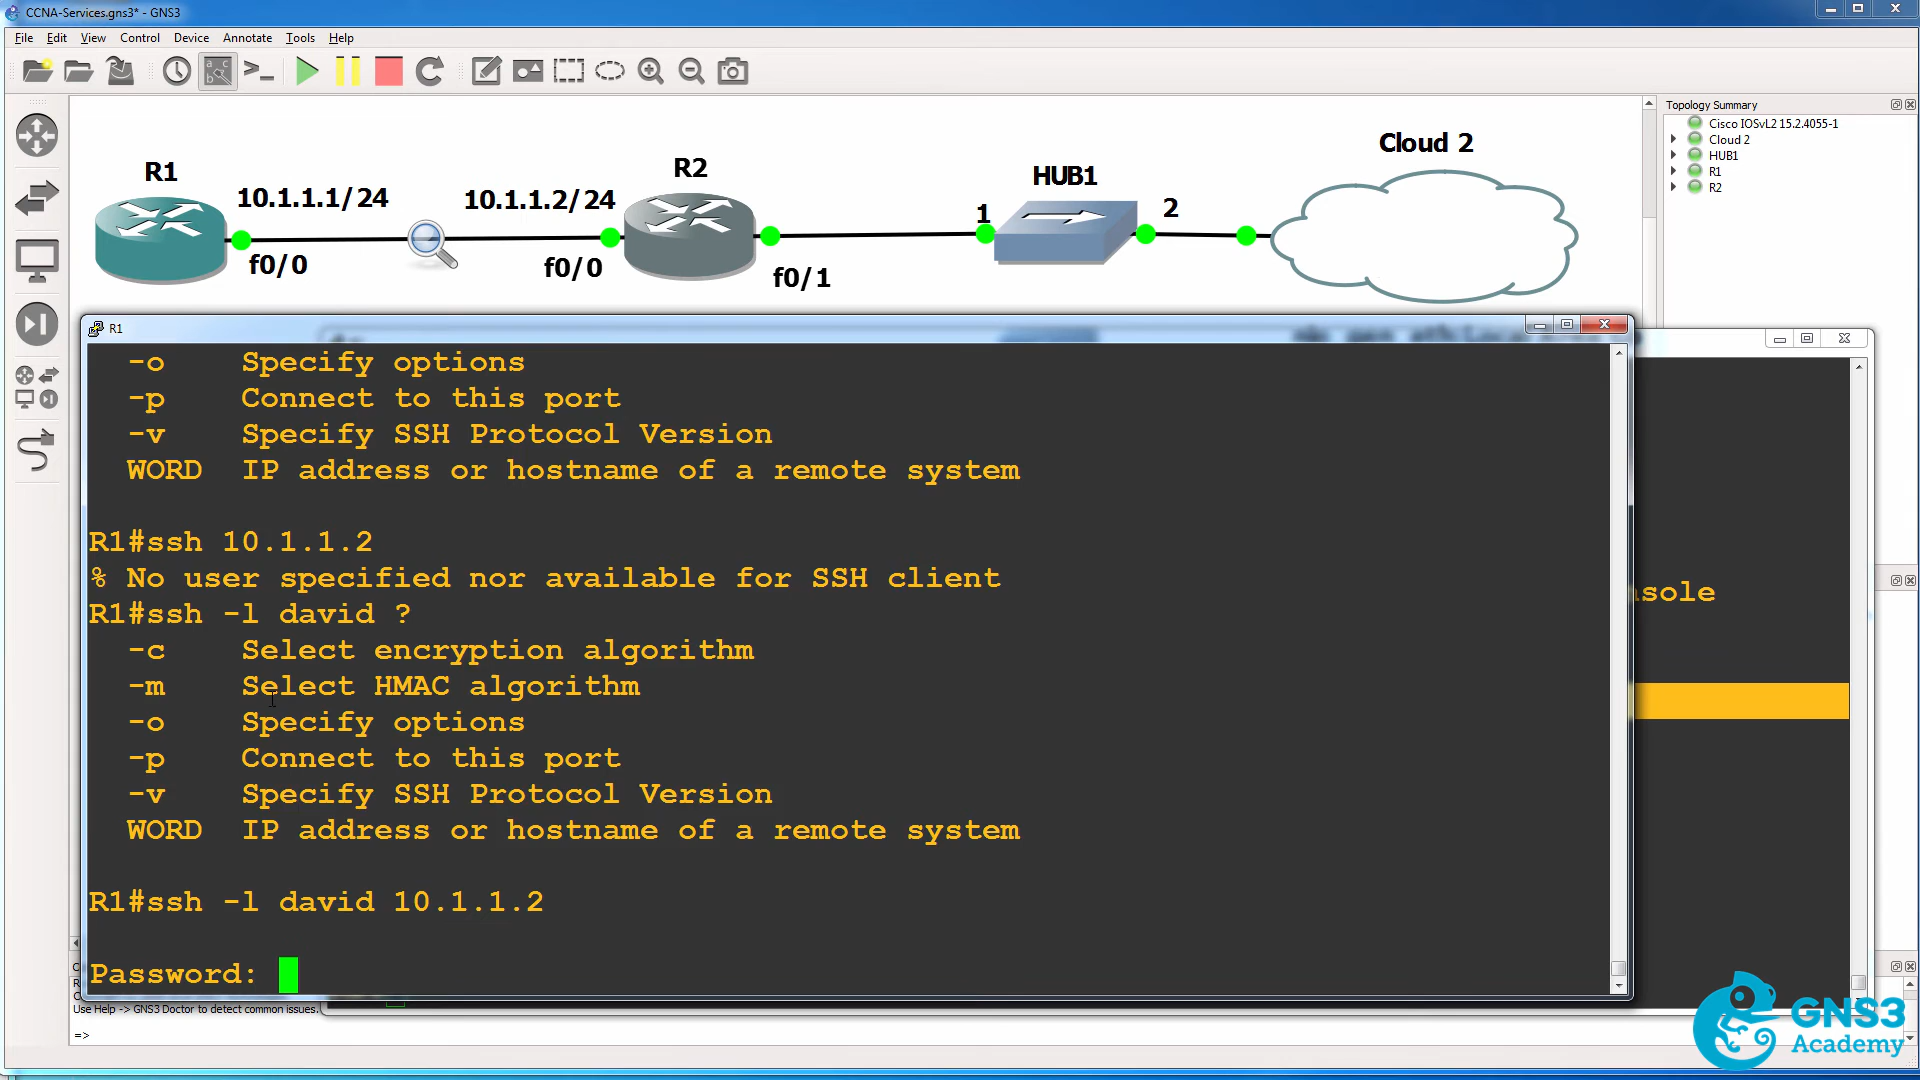 CCNA-Services.gns3* - GNS3
File Edit View Control Device Annotate Tools Help
Topology Summary
Cisco IOSvL2 15.2.4055-1
Cloud 2
HUB1
R1
R2
R1
10.1.1.1/24
f0/0
R2
10.1.1.2/24
f0/0
f0/1
HUB1
1
2
Cloud 2
R1
-o Specify options
-p Connect to this port
-v Specify SSH Protocol Version
WORD IP address or hostname of a remote system
R1#ssh 10.1.1.2
% No user specified nor available for SSH client
R1#ssh -l david ?
-c Select encryption algorithm
-m Select HMAC algorithm
-o Specify options
-p Connect to this port
-v Specify SSH Protocol Version
WORD IP address or hostname of a remote system
R1#ssh -l david 10.1.1.2
Password:
Use Help -> GNS3 Doctor to detect common issues.
=>
GNS3
Academy